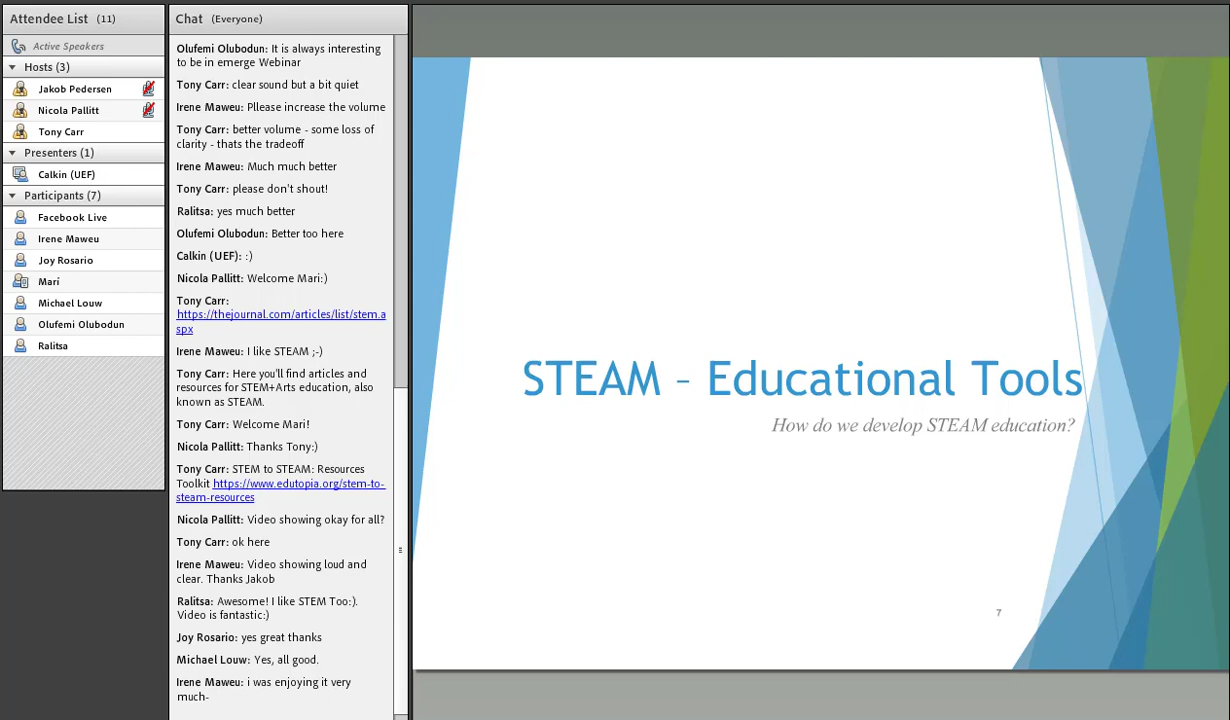 Attendee List (11)
Active Speakers
Hosts (3)
Jakob Pedersen
Nicola Pallitt
Tony Carr
Presenters (1)
Calkin (UEF)
Participants (7)
Facebook Live
Irene Maweu
Joy Rosario
Mari
Michael Louw
Olufemi Olubodun
Ralitsa
Chat (Everyone)
Olufemi Olubodun: It is always interesting
to be in emerge Webinar
Tony Carr: clear sound but a bit quiet
Irene Maweu: Pllease increase the volume
Tony Carr: better volume - some loss of
clarity - thats the tradeoff
Irene Maweu: Much much better
Tony Carr: please don't shout!
Ralitsa: yes much better
Olufemi Olubodun: Better too here
Calkin (UEF): :)
Nicola Pallitt: Welcome Mari:)
Tony Carr:
https://thejournal.com/articles/list/stem.a
spx
Irene Maweu: I like STEAM ;-)
Tony Carr: Here you'll find articles and
resources for STEM+Arts education, also
known as STEAM.
Tony Carr: Welcome Mari!
Nicola Pallitt: Thanks Tony:)
Tony Carr: STEM to STEAM: Resources
Toolkit https://www.edutopia.org/stem-to-
steam-resources
Nicola Pallitt: Video showing okay for all?
Tony Carr: ok here
Irene Maweu: Video showing loud and
clear. Thanks Jakob
Ralitsa: Awesome! I like STEM Too:).
Video is fantastic:)
Joy Rosario: yes great thanks
Michael Louw: Yes, all good.
Irene Maweu: i was enjoying it very
much-
STEAM – Educational Tools
How do we develop STEAM education?
7